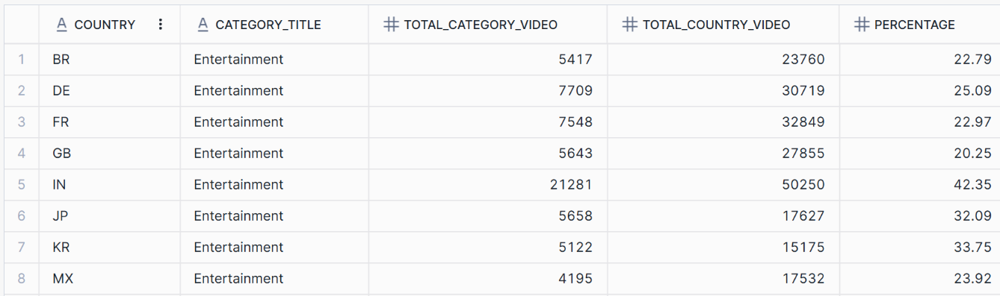 A COUNTRY A CATEGORY_TITLE # TOTAL_CATEGORY_VIDEO # TOTAL_COUNTRY_VIDEO # PERCENTAGE
1 BR Entertainment 5417 23760 22.79
2 DE Entertainment 7709 30719 25.09
3 FR Entertainment 7548 32849 22.97
4 GB Entertainment 5643 27855 20.25
5 IN Entertainment 21281 50250 42.35
6 JP Entertainment 5658 17627 32.09
7 KR Entertainment 5122 15175 33.75
8 MX Entertainment 4195 17532 23.92